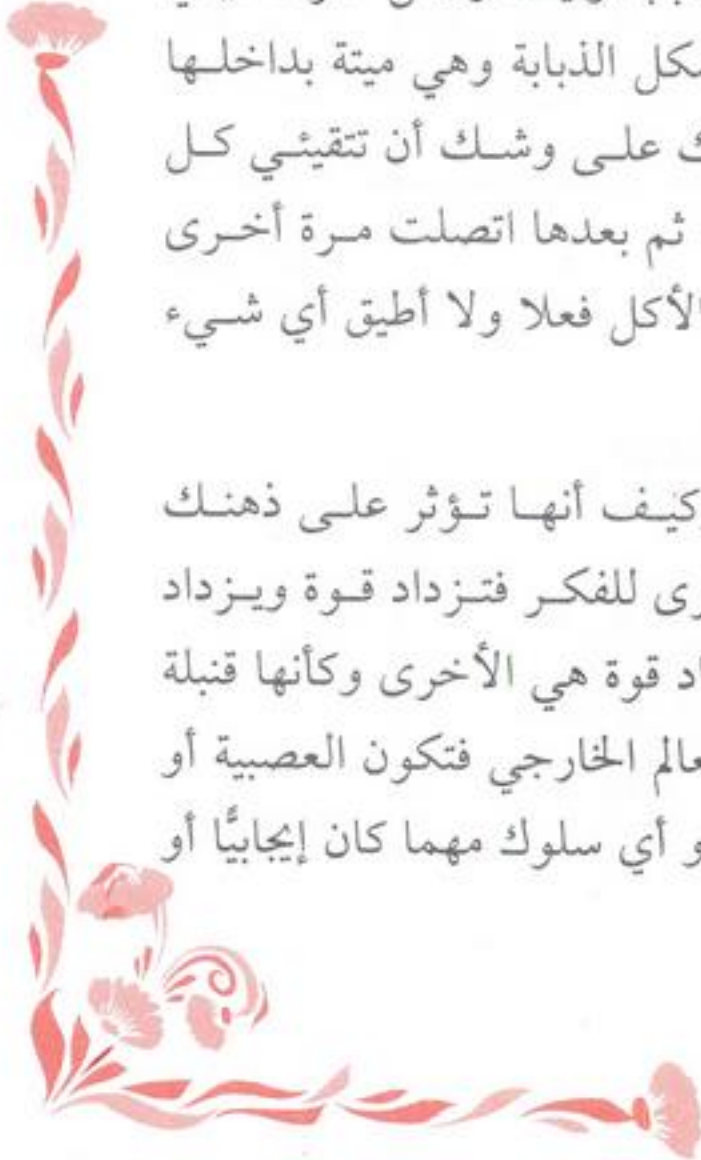 شكل الذبابة وهي ميتة بداخلها
على وشك أن تتقيئي كل
ثم بعدها اتصلت مرة أخرى
الأكل فعلا ولا أطيق أي شيء
وكيف أنها تؤثر على ذهنك
للفكر فتزداد قوة ويزداد
قوة هي الأخرى وكأنها قنبلة
العالم الخارجي فتكون العصبية أو
أو أي سلوك مهما كان إيجابيًّا أو